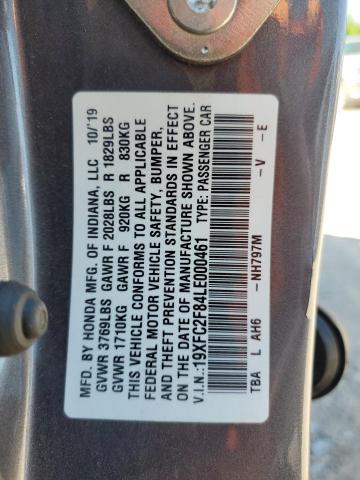 MFD. BY HONDA MFG. OF INDIANA, LLC 10/'19
GVWR 3769LBS GAWR F 2028LBS R 1829LBS
GVWR 1710KG GAWR F 920KG R 830KG
THIS VEHICLE CONFORMS TO ALL APPLICABLE
FEDERAL MOTOR VEHICLE SAFETY, BUMPER,
AND THEFT PREVENTION STANDARDS IN EFFECT
ON THE DATE OF MANUFACTURE SHOWN ABOVE.
V.I.N.:19XFC2F84LE000461 TYPE: PASSENGER CAR
TBA L AH6 -NH797M -V -E